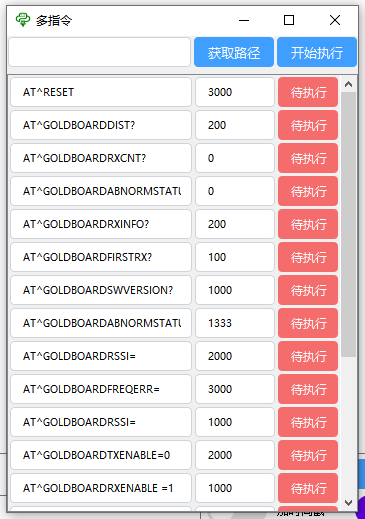 多指令
获取路径 开始执行
AT^RESET 3000 待执行
AT^GOLDBOARDDIST? 200 待执行
AT^GOLDBOARDRXCNT? 0 待执行
AT^GOLDBOARDABNORMSTATU 0 待执行
AT^GOLDBOARDRXINFO? 200 待执行
AT^GOLDBOARDFIRSTRX? 100 待执行
AT^GOLDBOARDSWVERSION? 1000 待执行
AT^GOLDBOARDABNORMSTATU 1333 待执行
AT^GOLDBOARDRSSI= 2000 待执行
AT^GOLDBOARDFREQERR= 3000 待执行
AT^GOLDBOARDRSSI= 1000 待执行
AT^GOLDBOARDTXENABLE=0 2000 待执行
AT^GOLDBOARDRXENABLE =1 1000 待执行